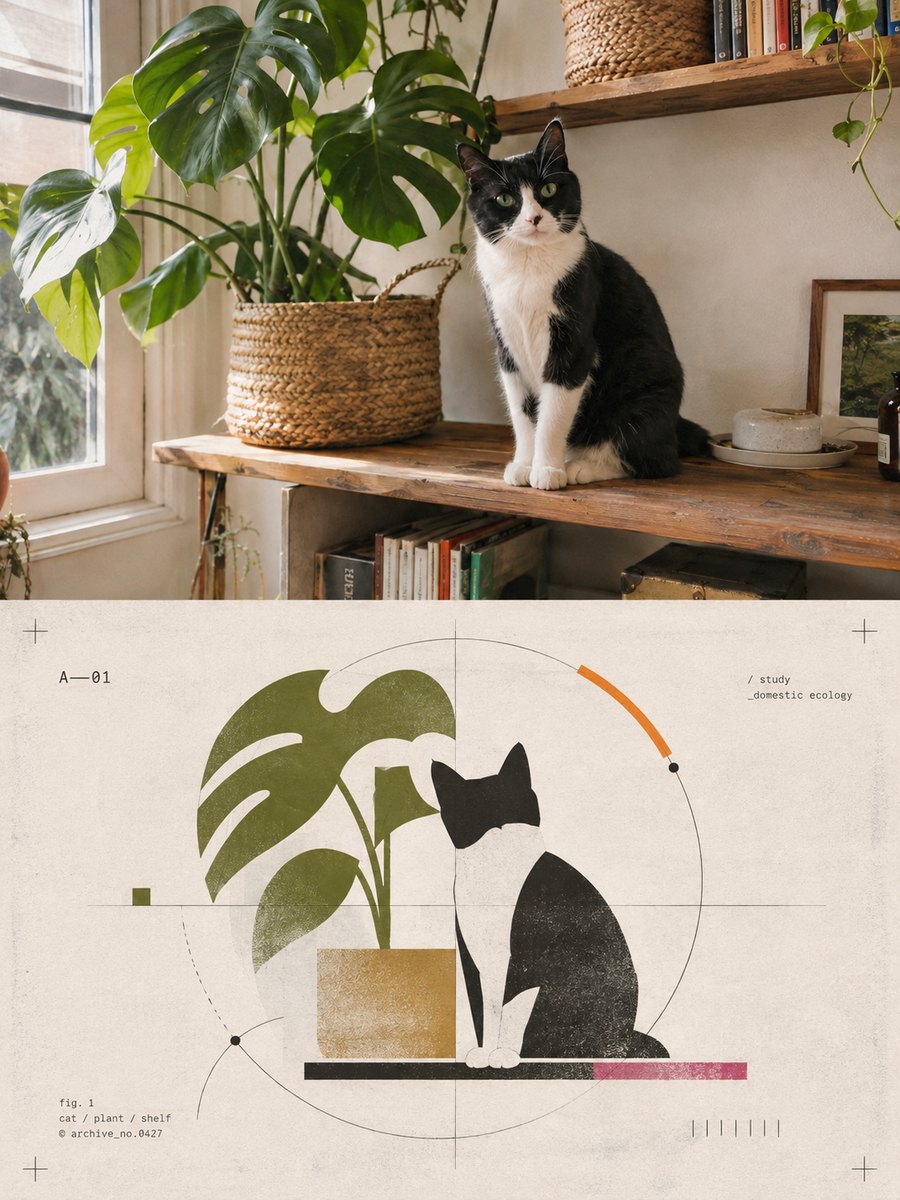 A—01
/ study
_domestic ecology
fig. 1
cat / plant / shelf
© archive_no.0427